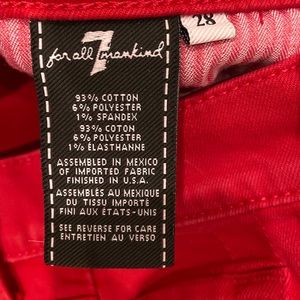 28
for all 7 mankind
93% COTTON
6% POLYESTER
1% SPANDEX
93% COTON
6% POLYESTER
1% ÉLASTHANNE
ASSEMBLED IN MEXICO
OF IMPORTED FABRIC
FINISHED IN U.S.A.
ASSEMBLÉS AU MEXIQUE
DU TISSU IMPORTÉ
FINI AUX ÉTATS-UNIS
SEE REVERSE FOR CARE
ENTRETIEN AU VERSO